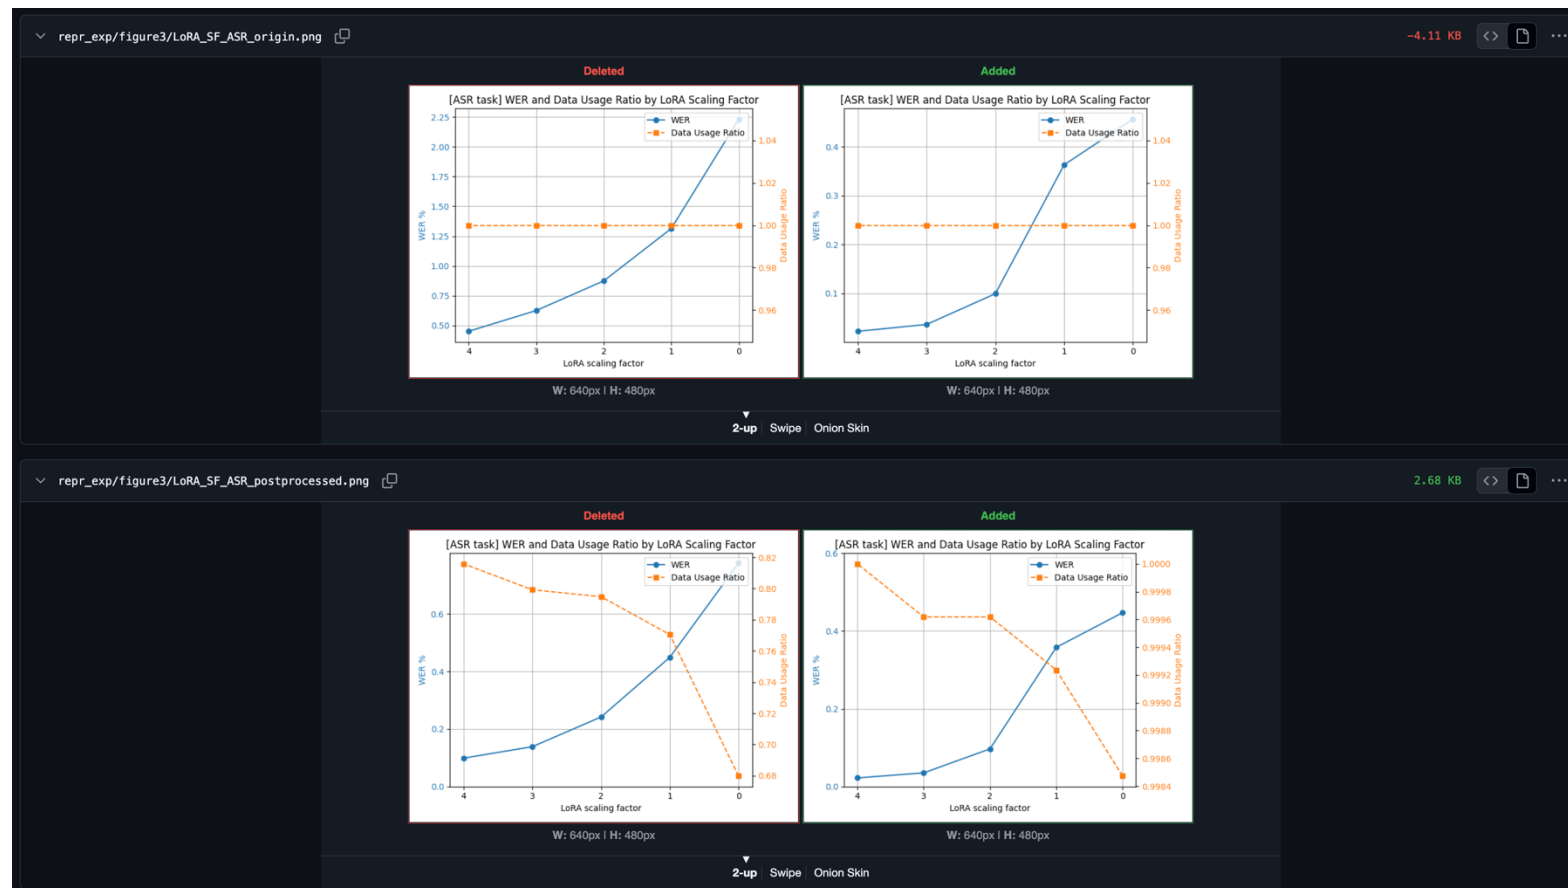 repr_exp/figure3/LoRA_SF_ASR_origin.png
−4.11 KB
Deleted
Added
[ASR task] WER and Data Usage Ratio by LoRA Scaling Factor
WER
Data Usage Ratio
2.25
2.00
1.75
1.50
1.25
1.00
0.75
0.50
WER %
1.04
1.02
1.00
0.98
0.96
Data Usage Ratio
4 3 2 1 0
LoRA scaling factor
[ASR task] WER and Data Usage Ratio by LoRA Scaling Factor
WER
Data Usage Ratio
0.4
0.3
0.2
0.1
WER %
1.04
1.02
1.00
0.98
0.96
Data Usage Ratio
4 3 2 1 0
LoRA scaling factor
W: 640px | H: 480px
W: 640px | H: 480px
2-up Swipe Onion Skin
repr_exp/figure3/LoRA_SF_ASR_postprocessed.png
2.68 KB
Deleted
Added
[ASR task] WER and Data Usage Ratio by LoRA Scaling Factor
WER
Data Usage Ratio
0.6
0.4
0.2
0.0
WER %
0.82
0.80
0.78
0.76
0.74
0.72
0.70
0.68
Data Usage Ratio
4 3 2 1 0
LoRA scaling factor
[ASR task] WER and Data Usage Ratio by LoRA Scaling Factor
WER
Data Usage Ratio
0.6
0.4
0.2
0.0
WER %
1.0000
0.9998
0.9996
0.9994
0.9992
0.9990
0.9988
0.9986
0.9984
Data Usage Ratio
4 3 2 1 0
LoRA scaling factor
W: 640px | H: 480px
W: 640px | H: 480px
2-up Swipe Onion Skin